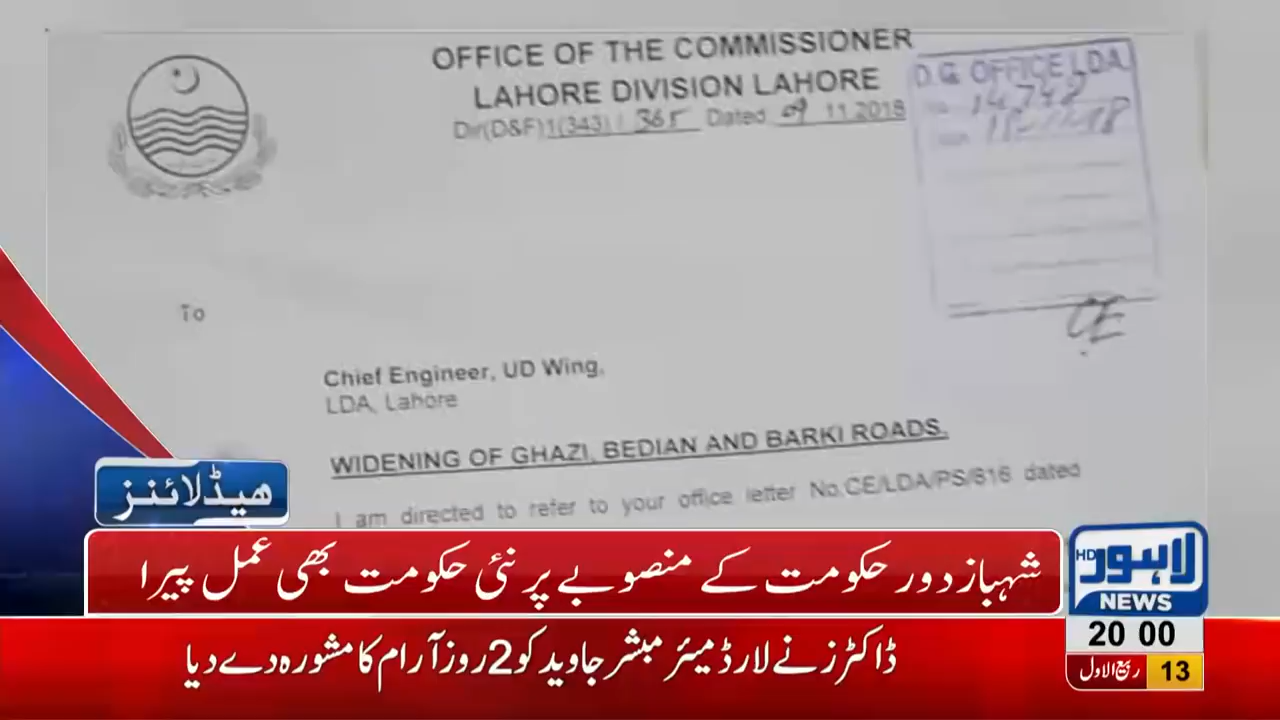 OFFICE OF THE COMMISSIONER
LAHORE DIVISION LAHORE
Dir(D&F)1(343)/ 365 Dated 09 11.2018
D.G. OFFICE LDA.
14748
CE
To
Chief Engineer, UD Wing,
LDA, Lahore
WIDENING OF GHAZI, BEDIAN AND BARKI ROADS.
I am directed to refer to your office letter No.CE/LDA/PS/816 dated
ھیڈلائنز
شہباز دور حکومت کے منصوبے پر نئی حکومت بھی عمل پیرا
ڈاکٹرز نے لارڈ میئر مبشر جاوید کو 2 روز آرام کا مشورہ دے دیا
لاہور HD
NEWS
20 00
13 ربیع الاول